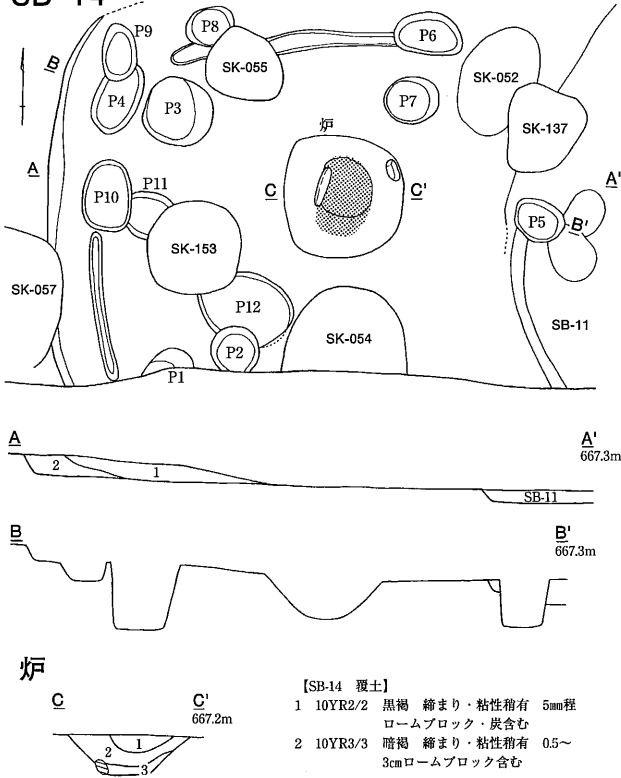 SB-14
P9
P8
P6
B
SK-055
SK-052
P4
P3
P7
SK-137
炉
A
A'
P10
P11
C
C'
P5
B'
SK-153
SK-057
P12
SK-054
SB-11
P2
P1
A
A'
667.3m
2
1
SB-11
B
B'
667.3m
炉
C
C'
667.2m
1
2
3
【SB-14 覆土】
1 10YR2/2 黒褐 締まり・粘性稍有 5㎜程
ロームブロック・炭含む
2 10YR3/3 暗褐 締まり・粘性稍有 0.5～
3㎝ロームブロック含む